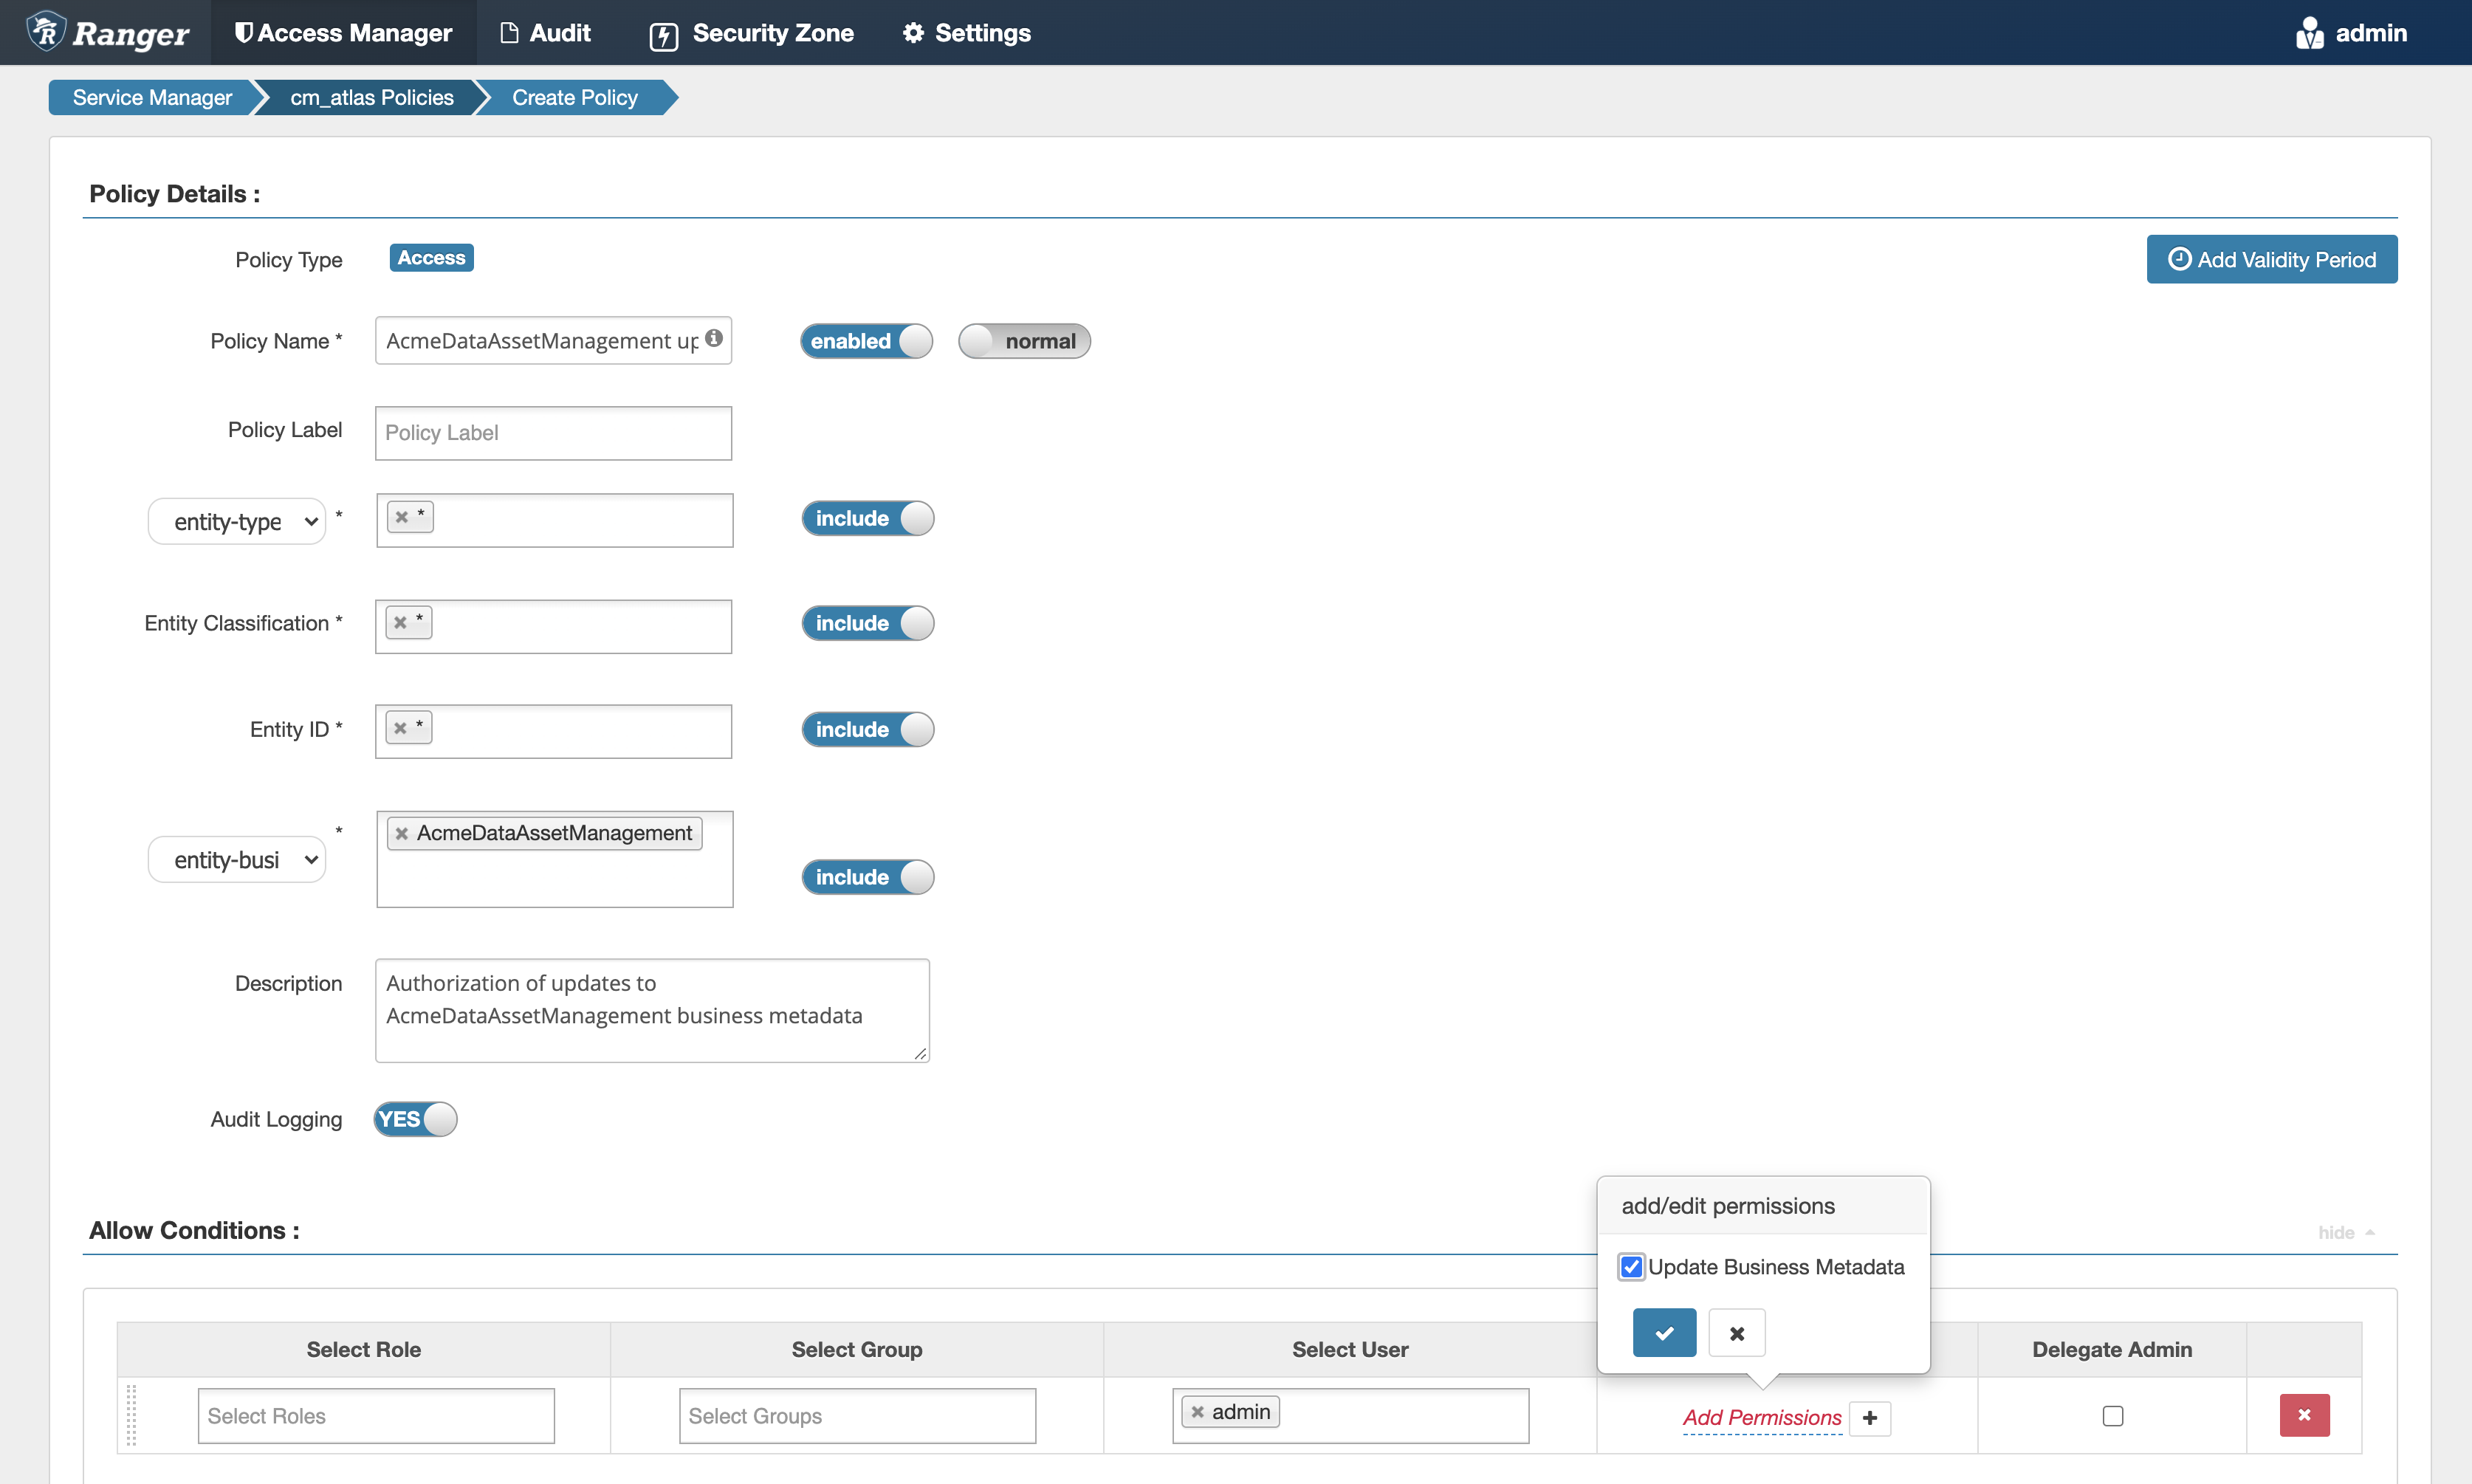 Ranger Access Manager Audit Security Zone Settings admin
Service Manager cm_atlas Policies Create Policy
Policy Details :
Policy Type Access Add Validity Period
Policy Name * AcmeDataAssetManagement up enabled normal
Policy Label Policy Label
entity-type * * include
Entity Classification * * include
Entity ID * * include
entity-busi * AcmeDataAssetManagement include
Description Authorization of updates to
AcmeDataAssetManagement business metadata
Audit Logging YES
add/edit permissions
Allow Conditions : hide
Update Business Metadata
Select Role Select Group Select User Delegate Admin
Select Roles Select Groups admin Add Permissions